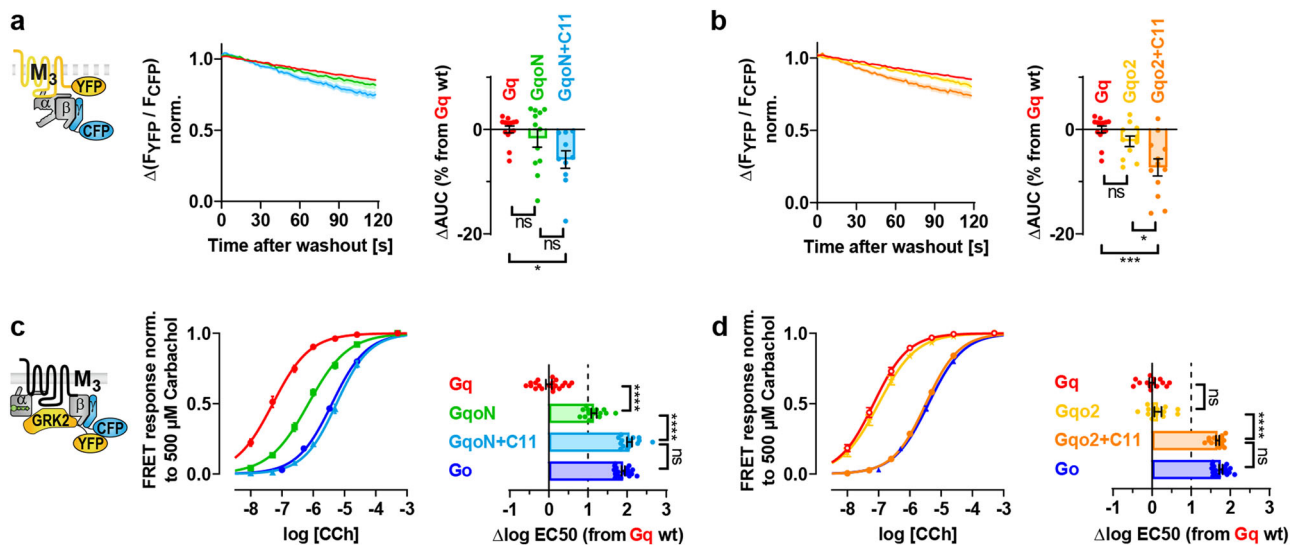 a
M3
YFP
α
β
γ
CFP
Δ(FYFP / FCFP)
norm.
1.0
0.5
0.0
0
30
60
90
120
Time after washout [s]
ΔAUC (% from Gq wt)
Gq
GqoN
GqoN+C11
0
-20
ns
ns
*
b
Δ(FYFP / FCFP)
norm.
1.0
0.5
0.0
0
30
60
90
120
Time after washout [s]
ΔAUC (% from Gq wt)
Gq
Gqo2
Gqo2+C11
0
-20
ns
*
***
c
M3
α
β
γ
GRK2
CFP
YFP
FRET response norm.
to 500 µM Carbachol
1.0
0.5
0.0
-8
-7
-6
-5
-4
-3
log [CCh]
Gq
GqoN
GqoN+C11
Go
****
****
ns
-1
0
1
2
3
Δlog EC50 (from Gq wt)
d
FRET response norm.
to 500 µM Carbachol
1.0
0.5
0.0
-8
-7
-6
-5
-4
-3
log [CCh]
Gq
Gqo2
Gqo2+C11
Go
ns
****
ns
-1
0
1
2
3
Δlog EC50 (from Gq wt)